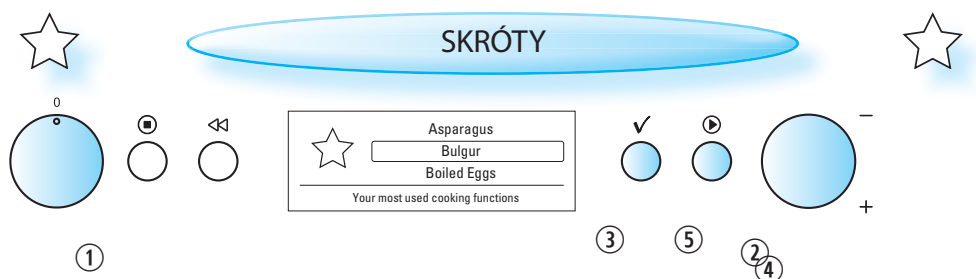 SKRÓTY
0
Asparagus
Bulgur
Boiled Eggs
Your most used cooking functions
−
+
① ③ ⑤ ② ④